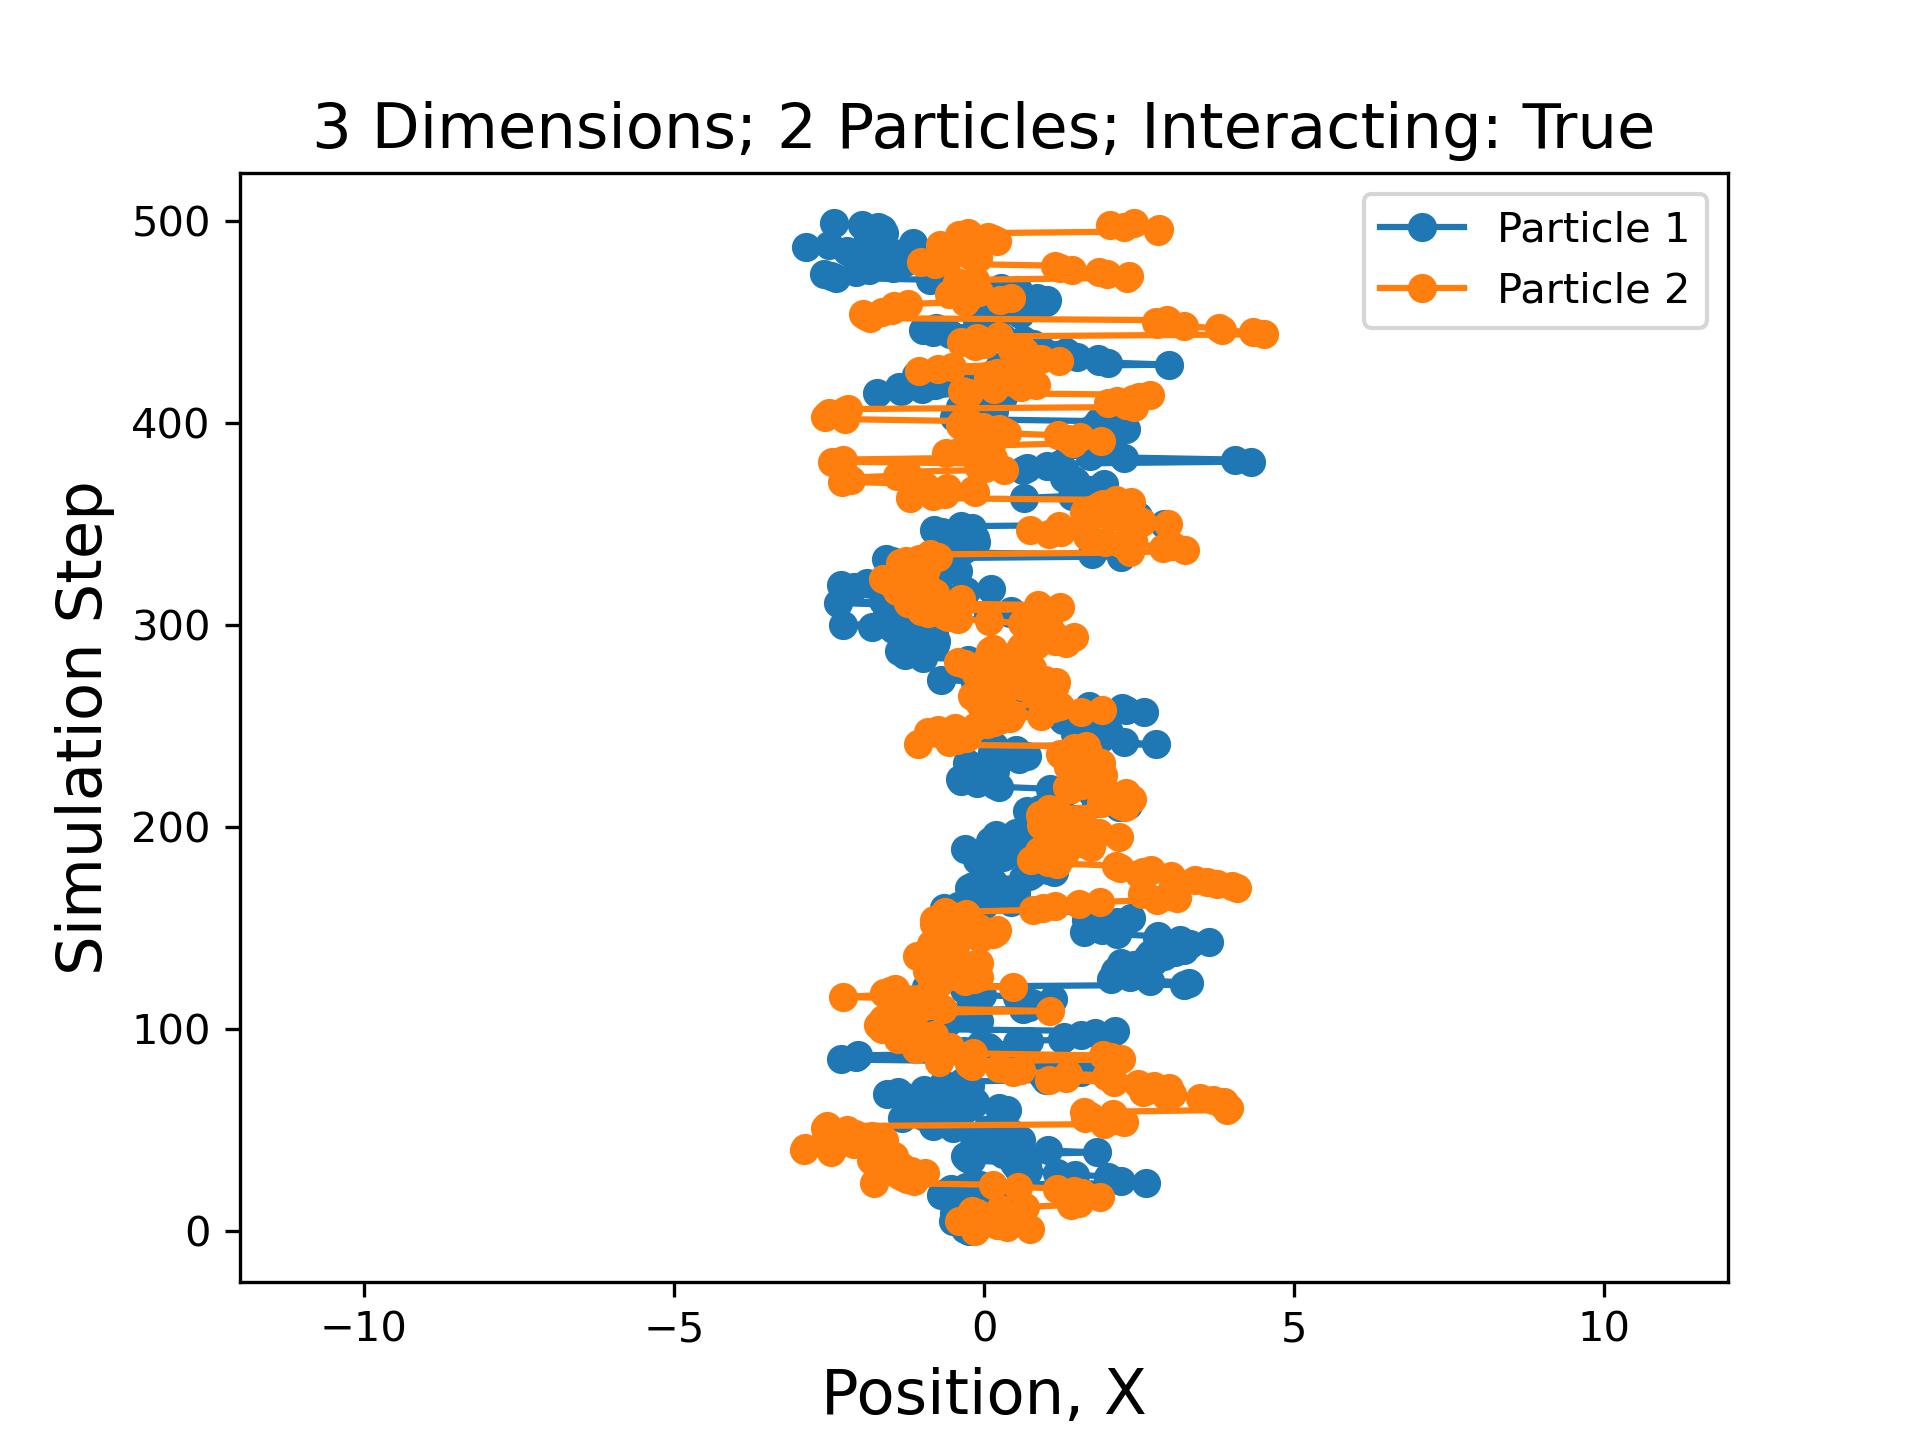 3 Dimensions; 2 Particles; Interacting: True
Particle 1
Particle 2
500
400
300
200
100
0
Simulation Step
−10
−5
0
5
10
Position, X